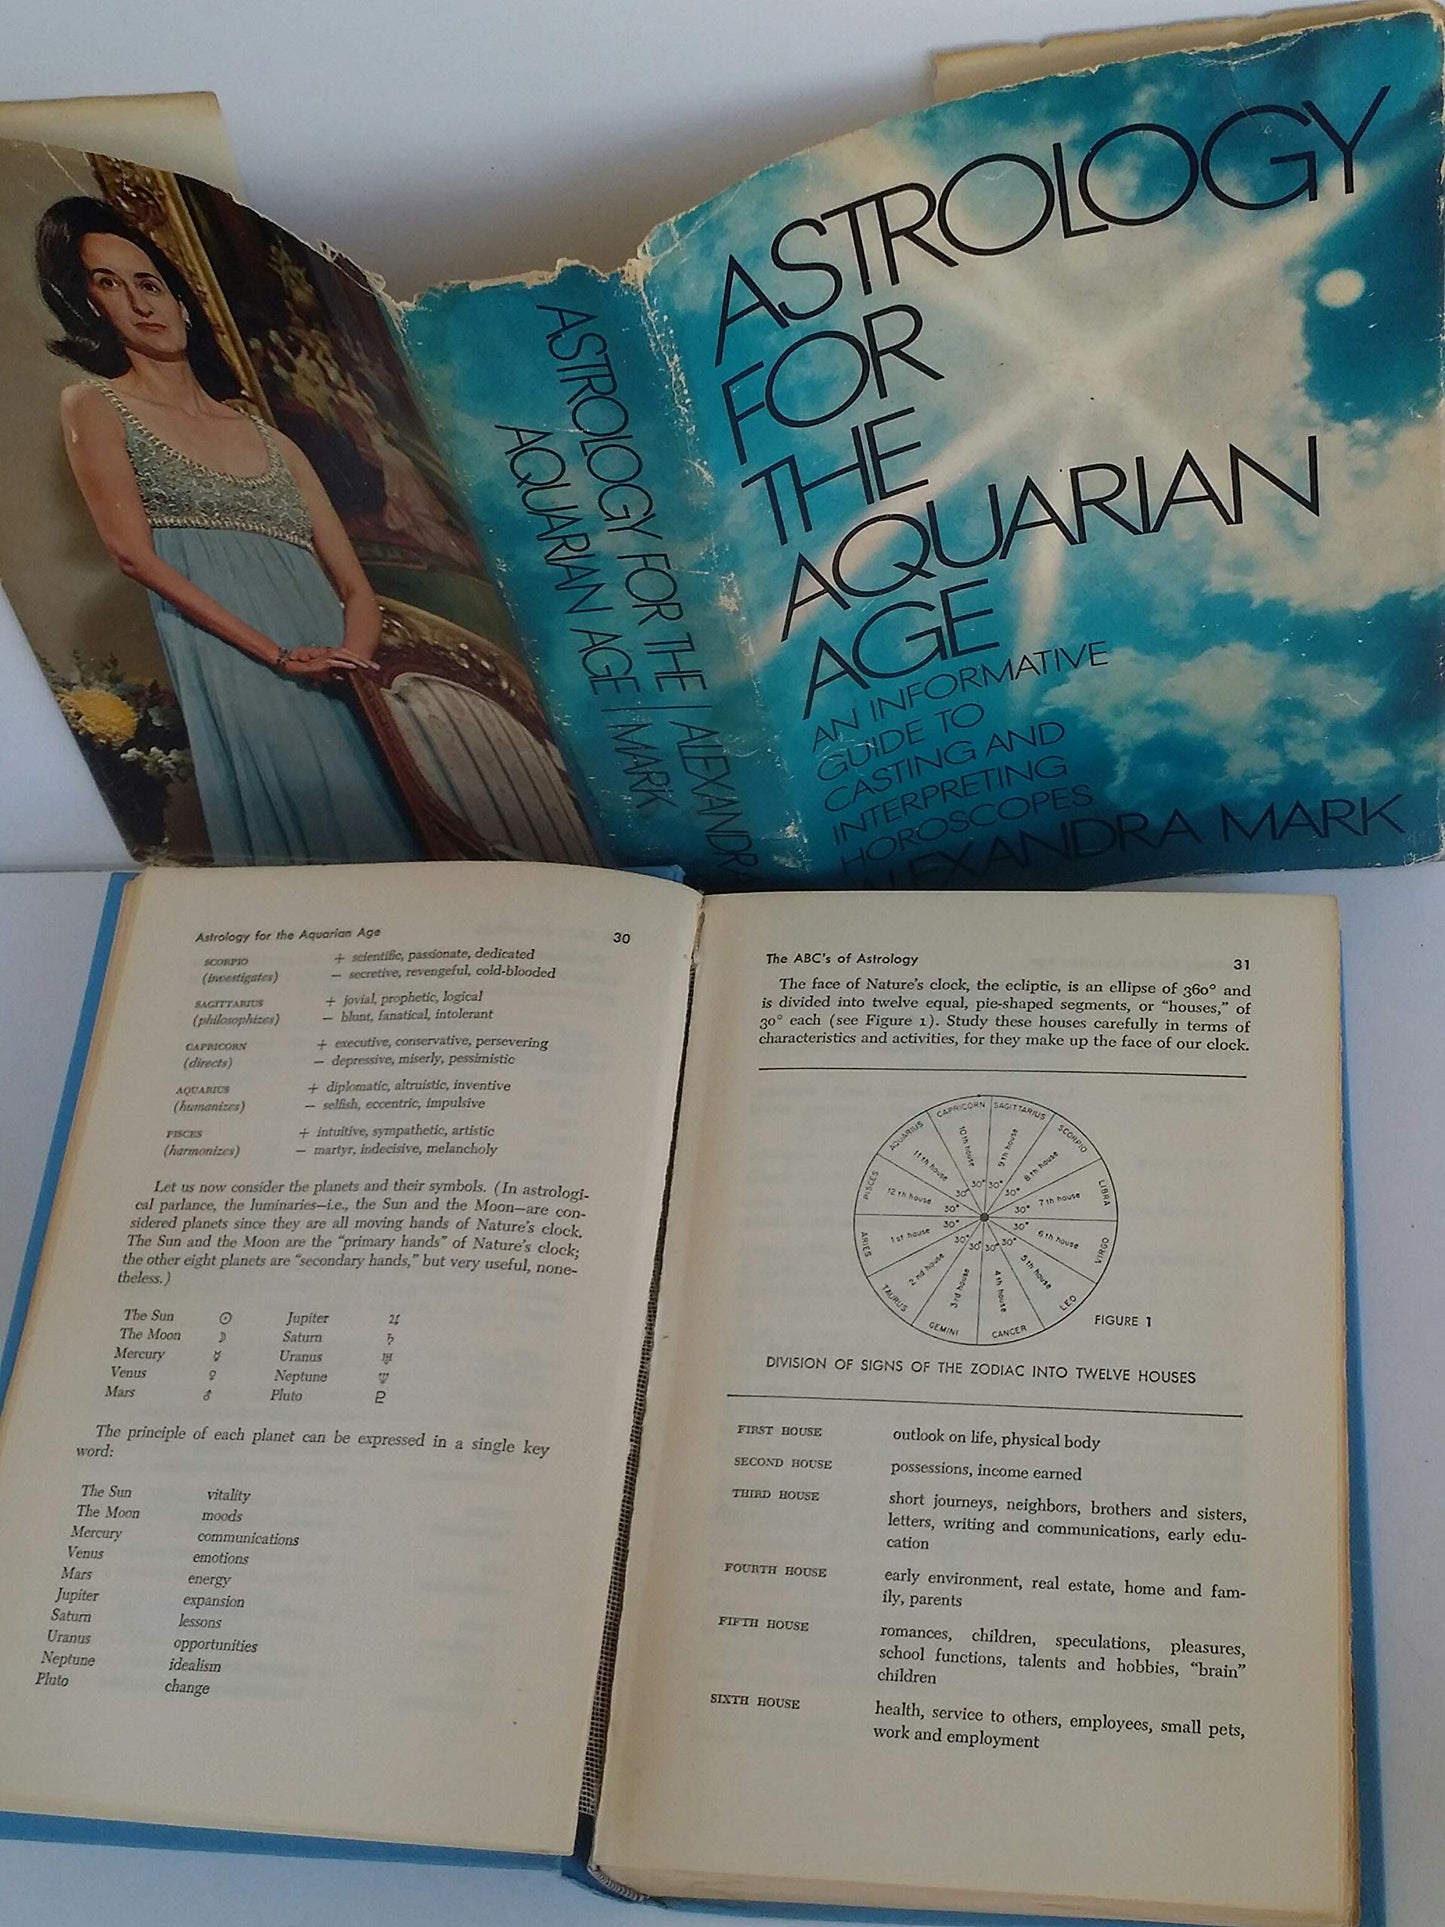 ASTROLOGY
FOR
THE
AQUARIAN
AGE
AN INFORMATIVE
GUIDE TO
CASTING AND
INTERPRETING
HOROSCOPES
ALEXANDRA MARK
ASTROLOGY FOR THE | ALEXANDRA
AQUARIAN AGE | MARK
Astrology for the Aquarian Age 30
SCORPIO + scientific, passionate, dedicated
(investigates) − secretive, revengeful, cold-blooded
SAGITTARIUS + jovial, prophetic, logical
(philosophizes) − blunt, fanatical, intolerant
CAPRICORN + executive, conservative, persevering
(directs) − depressive, miserly, pessimistic
AQUARIUS + diplomatic, altruistic, inventive
(humanizes) − selfish, eccentric, impulsive
PISCES + intuitive, sympathetic, artistic
(harmonizes) − martyr, indecisive, melancholy
Let us now consider the planets and their symbols. (In astrologi-
cal parlance, the luminaries—i.e., the Sun and the Moon—are con-
sidered planets since they are all moving hands of Nature's clock.
The Sun and the Moon are the "primary hands" of Nature's clock;
the other eight planets are "secondary hands," but very useful, none-
theless.)
The Sun ☉ Jupiter ♃
The Moon ☽ Saturn ♄
Mercury ☿ Uranus ♅
Venus ♀ Neptune ♆
Mars ♂ Pluto ♇
The principle of each planet can be expressed in a single key
word:
The Sun vitality
The Moon moods
Mercury communications
Venus emotions
Mars energy
Jupiter expansion
Saturn lessons
Uranus opportunities
Neptune idealism
Pluto change
The ABC's of Astrology 31
The face of Nature's clock, the ecliptic, is an ellipse of 360° and
is divided into twelve equal, pie-shaped segments, or "houses," of
30° each (see Figure 1). Study these houses carefully in terms of
characteristics and activities, for they make up the face of our clock.
CAPRICORN 10th house 30°
SAGITTARIUS 9th house 30°
SCORPIO 8th house 30°
LIBRA 7th house 30°
VIRGO 6th house 30°
LEO 5th house 30°
CANCER 4th house 30°
GEMINI 3rd house 30°
TAURUS 2nd house 30°
ARIES 1st house 30°
PISCES 12th house 30°
AQUARIUS 11th house 30°
FIGURE 1
DIVISION OF SIGNS OF THE ZODIAC INTO TWELVE HOUSES
FIRST HOUSE outlook on life, physical body
SECOND HOUSE possessions, income earned
THIRD HOUSE short journeys, neighbors, brothers and sisters,
letters, writing and communications, early edu-
cation
FOURTH HOUSE early environment, real estate, home and fam-
ily, parents
FIFTH HOUSE romances, children, speculations, pleasures,
school functions, talents and hobbies, "brain"
children
SIXTH HOUSE health, service to others, employees, small pets,
work and employment